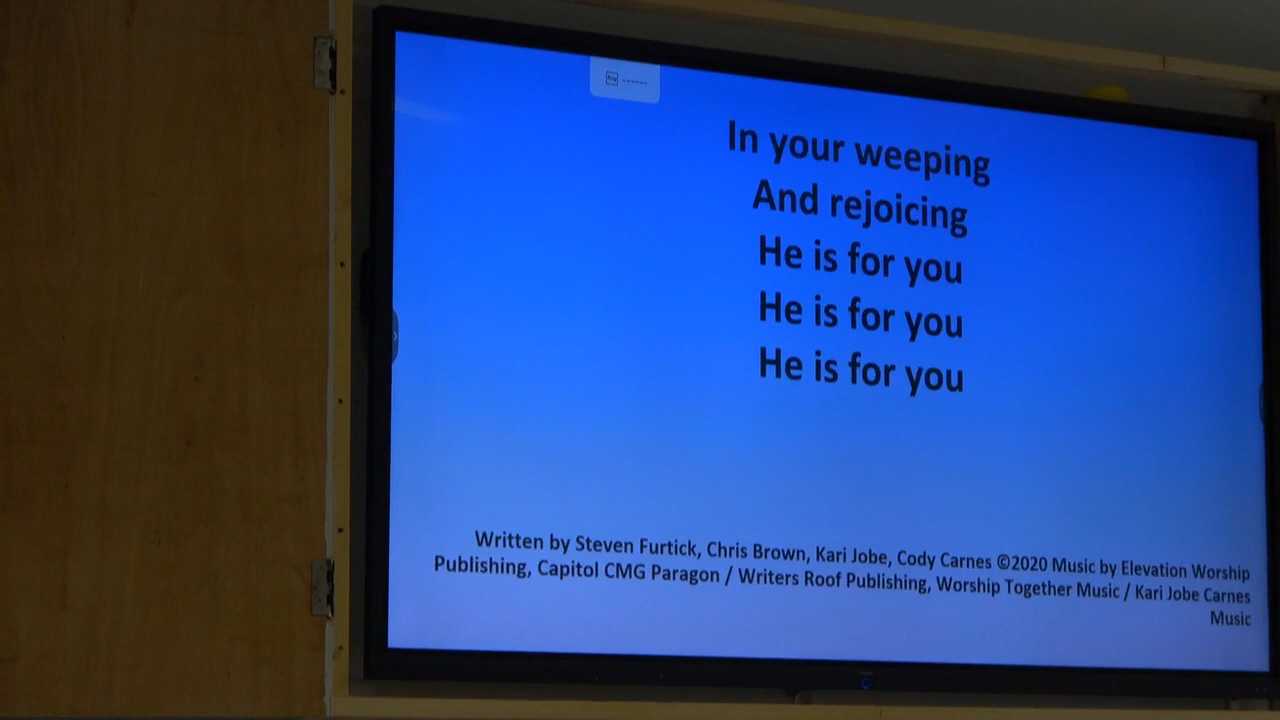 In your weeping
And rejoicing
He is for you
He is for you
He is for you
Written by Steven Furtick, Chris Brown, Kari Jobe, Cody Carnes ©2020 Music by Elevation Worship
Publishing, Capitol CMG Paragon / Writers Roof Publishing, Worship Together Music / Kari Jobe Carnes
Music